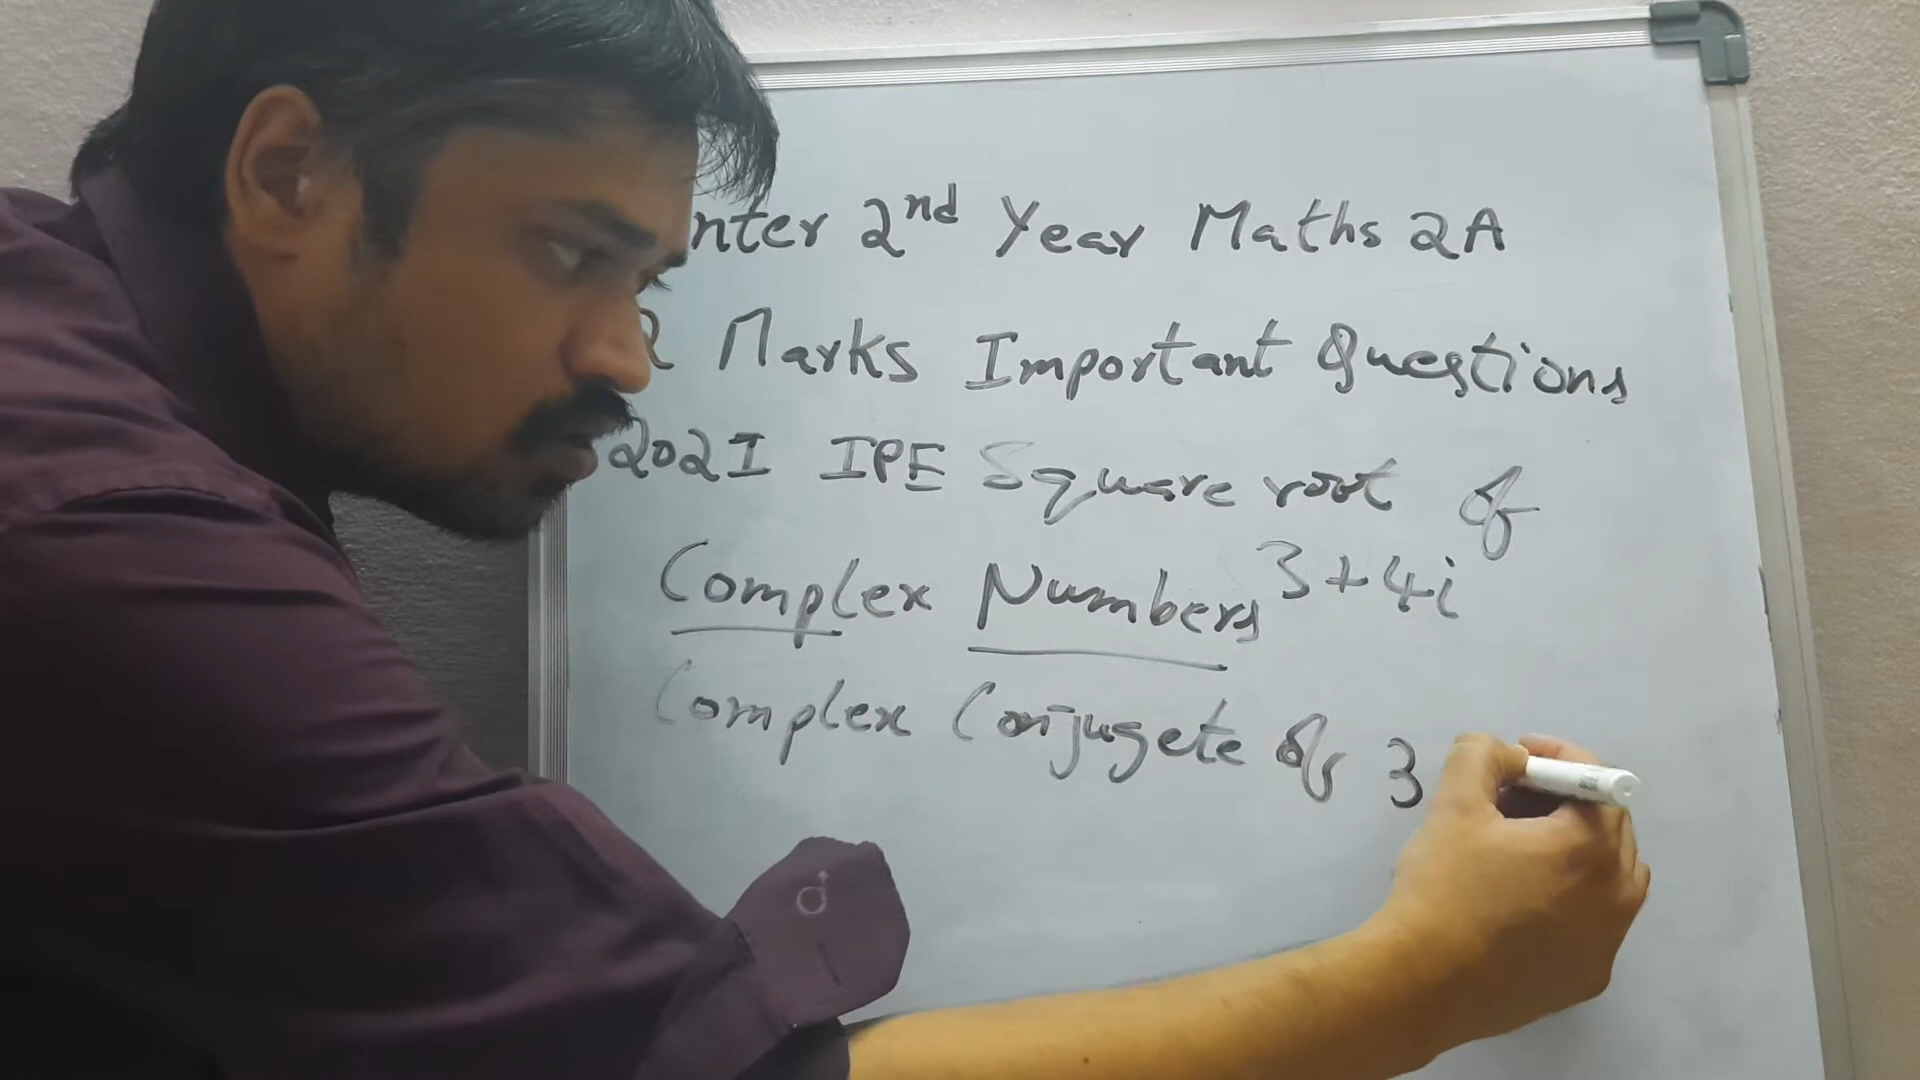 nter 2nd Year Maths 2A
2 Marks Important Questions
2021 IPE Square root of
Complex Numbers 3+4i
Complex Conjugete of 3